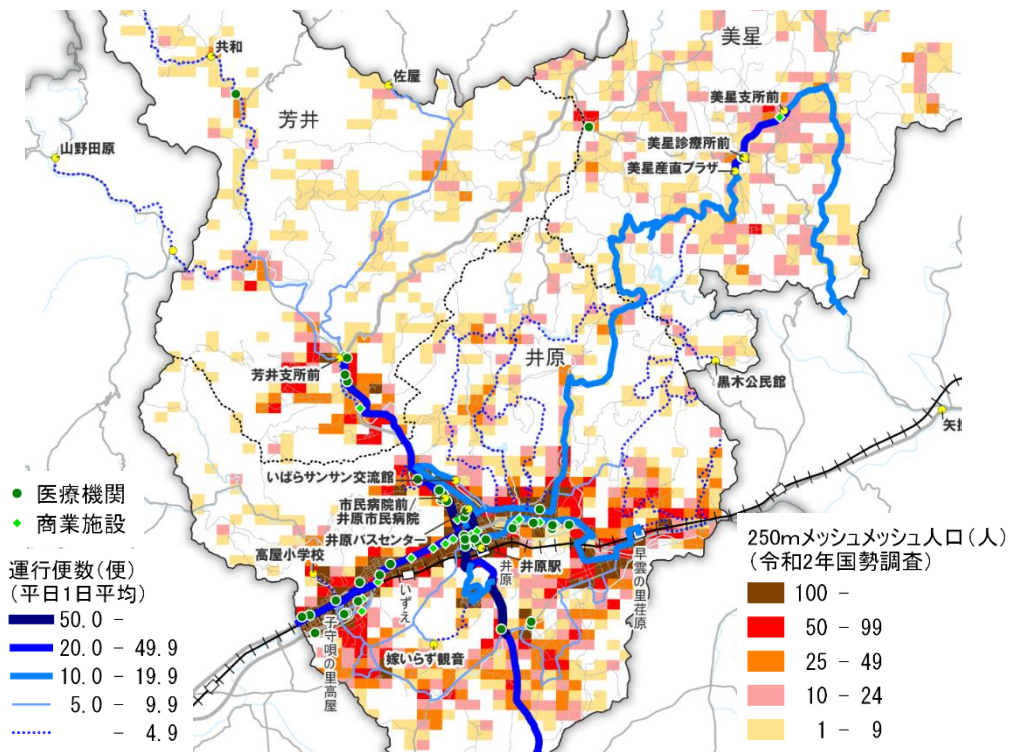 共和
佐屋
美星
芳井
美星支所前
山野田原
美星診療所前
美星産直プラザ
井原
芳井支所前
黒木公民館
いばらサンサン交流館
医療機関
商業施設
市民病院前/
井原市民病院
井原バスセンター
高屋小学校
井原
井原駅
早雲の里荏原
いずえ
子守唄の里高屋
嫁いらず観音
運行便数(便)
(平日1日平均)
50.0 -
20.0 - 49.9
10.0 -19.9
5.0 - 9.9
- 4.9
250mメッシュメッシュ人口(人)
(令和2年国勢調査)
100 -
50 - 99
25 - 49
10 - 24
1 - 9